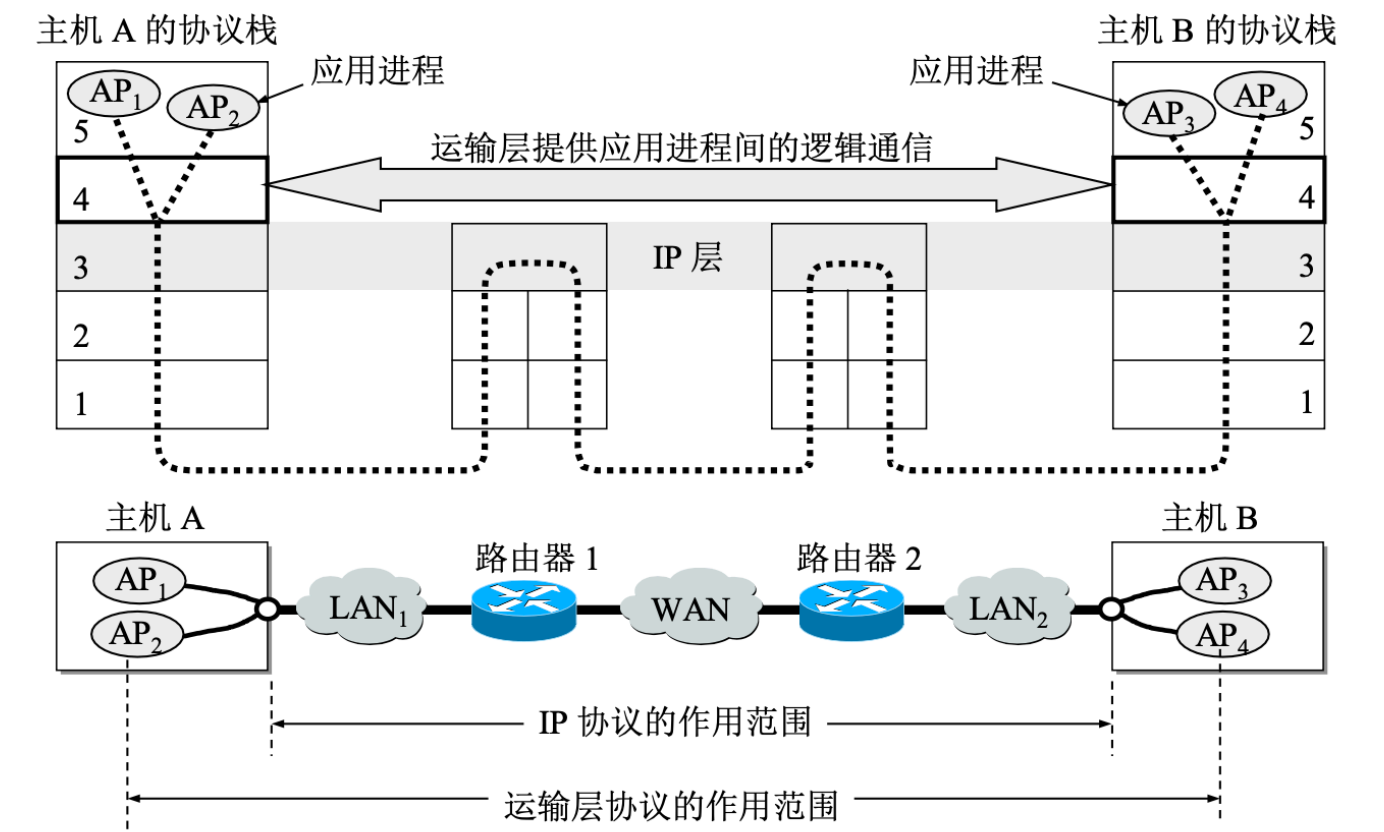 主机 A 的协议栈
主机 B 的协议栈
应用进程
应用进程
AP1
AP2
AP3
AP4
5
5
运输层提供应用进程间的逻辑通信
4
4
3
IP 层
3
2
2
1
1
主机 A
主机 B
路由器 1
路由器 2
AP1
AP2
LAN1
WAN
LAN2
AP3
AP4
IP 协议的作用范围
运输层协议的作用范围